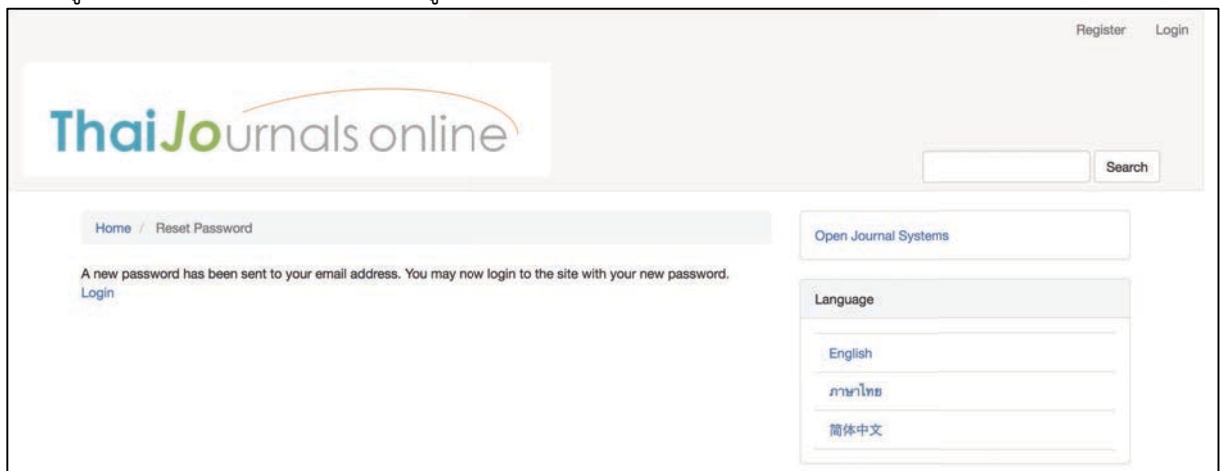 Register Login
ThaiJournals online
Search
Home / Reset Password
Open Journal Systems
A new password has been sent to your email address. You may now login to the site with your new password.
Login
Language
English
ภาษาไทย
简体中文